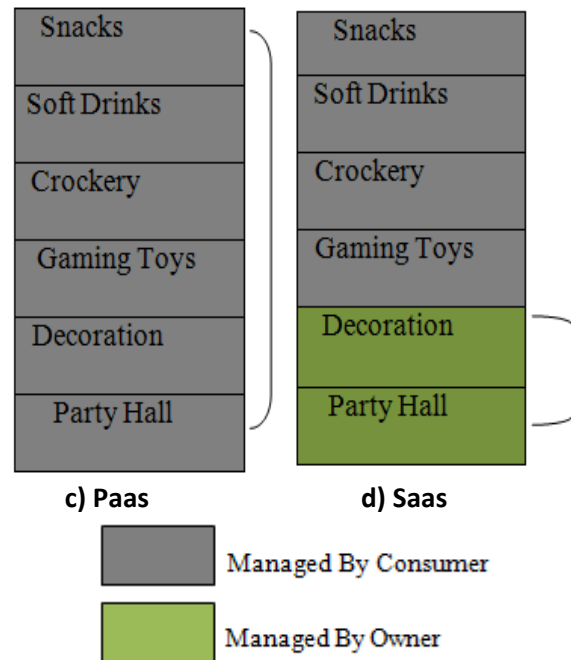 Snacks
Soft Drinks
Crockery
Gaming Toys
Decoration
Party Hall
c) Paas
Snacks
Soft Drinks
Crockery
Gaming Toys
Decoration
Party Hall
d) Saas
Managed By Consumer
Managed By Owner